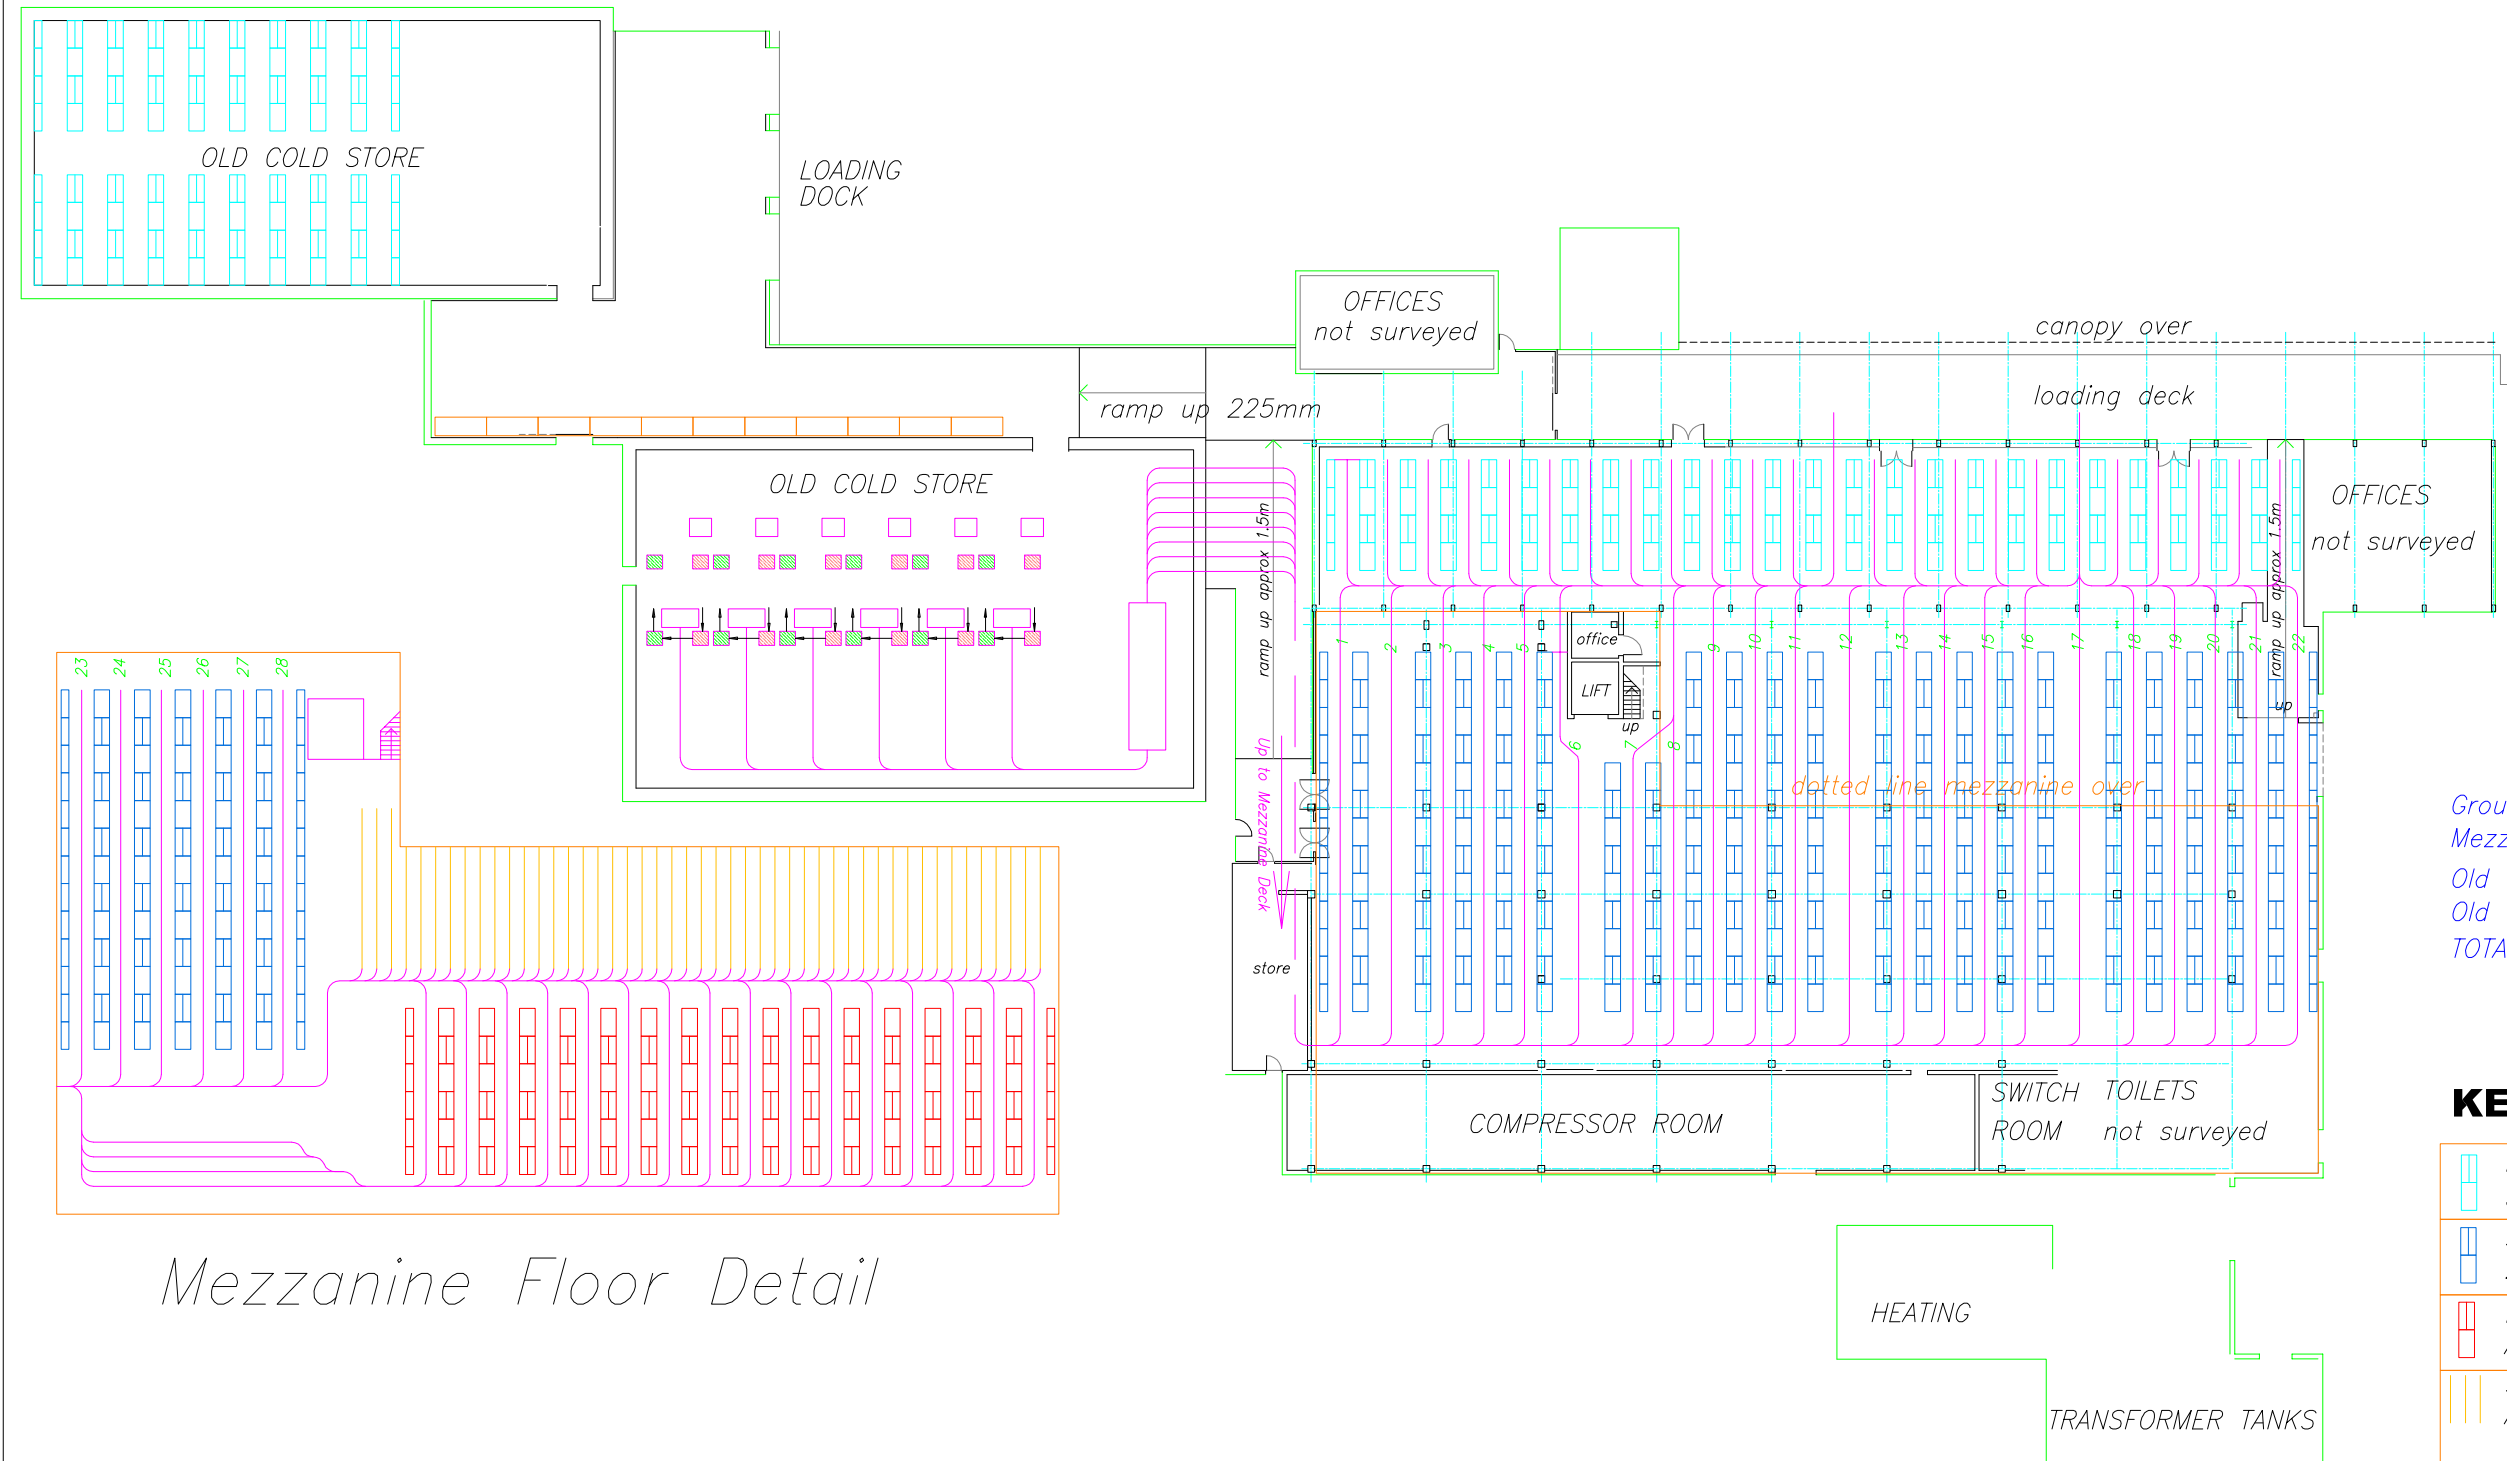 OLD COLD STORE
LOADING
DOCK
OFFICES
not surveyed
canopy over
loading deck
ramp up 225mm
OLD COLD STORE
ramp up approx 1.5m
OFFICES
not surveyed
ramp up approx 1.5m
up
1
2
3
4
5
office
LIFT
up
6
7
8
9
10
11
12
13
14
15
16
17
18
19
20
21
22
23
24
25
26
27
28
dotted line mezzanine over
Up to Mezzanine Deck
store
Grou
Mezz
Old
Old
TOTA
COMPRESSOR ROOM
SWITCH
ROOM
TOILETS
not surveyed
KE
Mezzanine Floor Detail
HEATING
TRANSFORMER TANKS